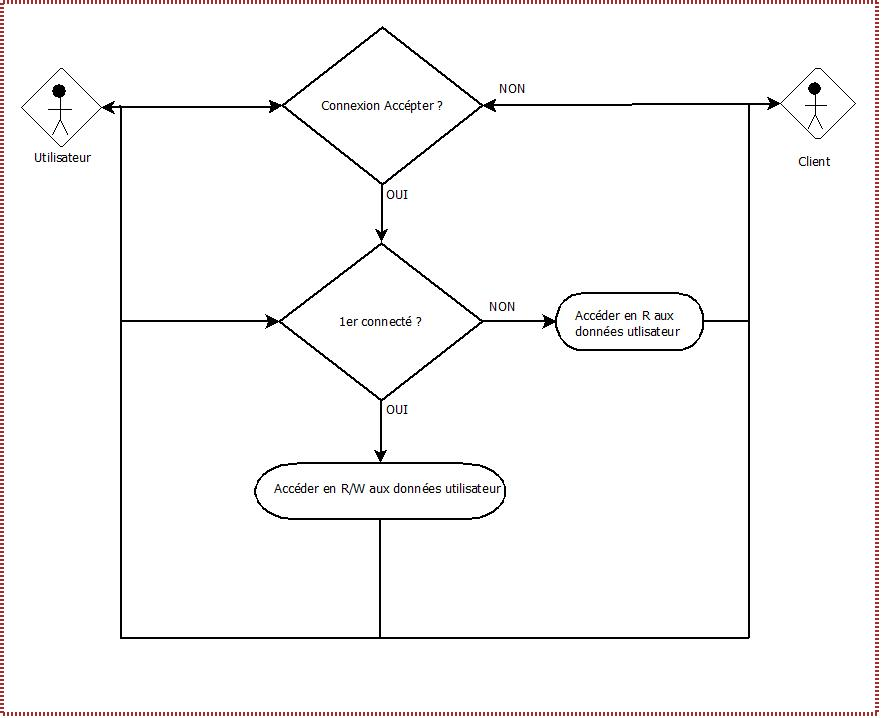 NON
Connexion Accépter ?
Utilisateur
Client
OUI
NON
1er connecté ?
Accéder en R aux
données utlisateur
OUI
Accéder en R/W aux données utilisateur